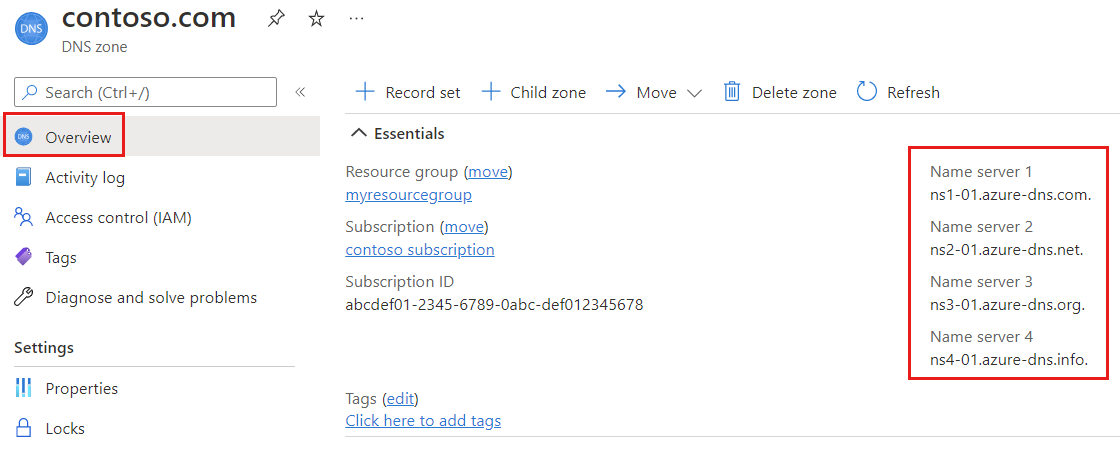 DNS
contoso.com
DNS zone
Search (Ctrl+/)
Record set
Child zone
Move
Delete zone
Refresh
DNS
Overview
Activity log
Access control (IAM)
Tags
Diagnose and solve problems
Settings
Properties
Locks
Essentials
Resource group (move)
myresourcegroup
Subscription (move)
contoso subscription
Subscription ID
abcdef01-2345-6789-0abc-def012345678
Name server 1
ns1-01.azure-dns.com.
Name server 2
ns2-01.azure-dns.net.
Name server 3
ns3-01.azure-dns.org.
Name server 4
ns4-01.azure-dns.info.
Tags (edit)
Click here to add tags